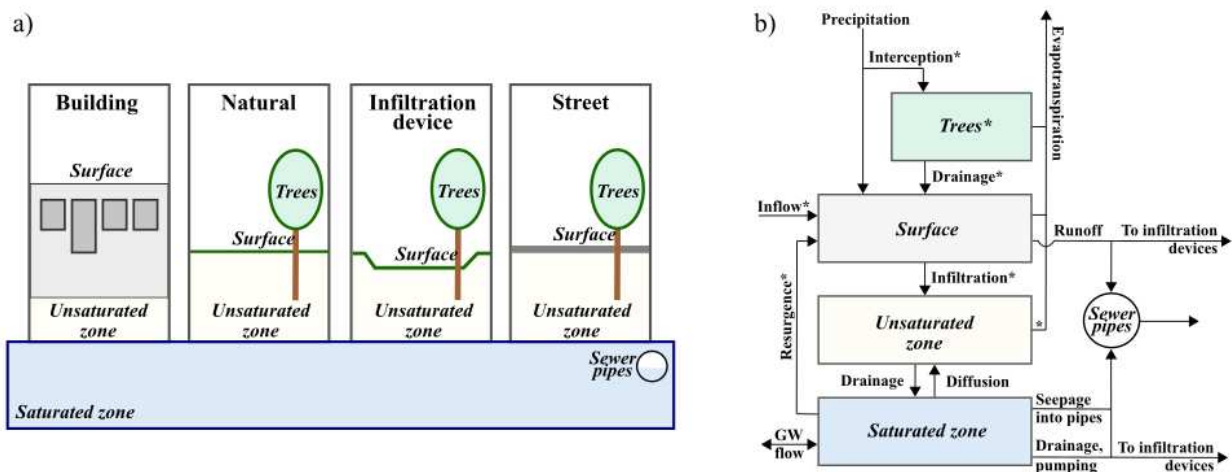 a)
Building
Surface
Unsaturated
zone
Natural
Trees
Surface
Unsaturated
zone
Infiltration
device
Trees
Surface
Unsaturated
zone
Street
Trees
Surface
Unsaturated
zone
Sewer
pipes
Saturated zone
b)
Precipitation
Interception*
Evapotranspiration
Trees*
Drainage*
Inflow*
Surface
Runoff
To infiltration
devices
Infiltration*
Resurgence*
Unsaturated
zone
*
Sewer
pipes
Drainage
Diffusion
Seepage
into pipes
Saturated zone
GW
flow
Drainage,
pumping
To infiltration
devices